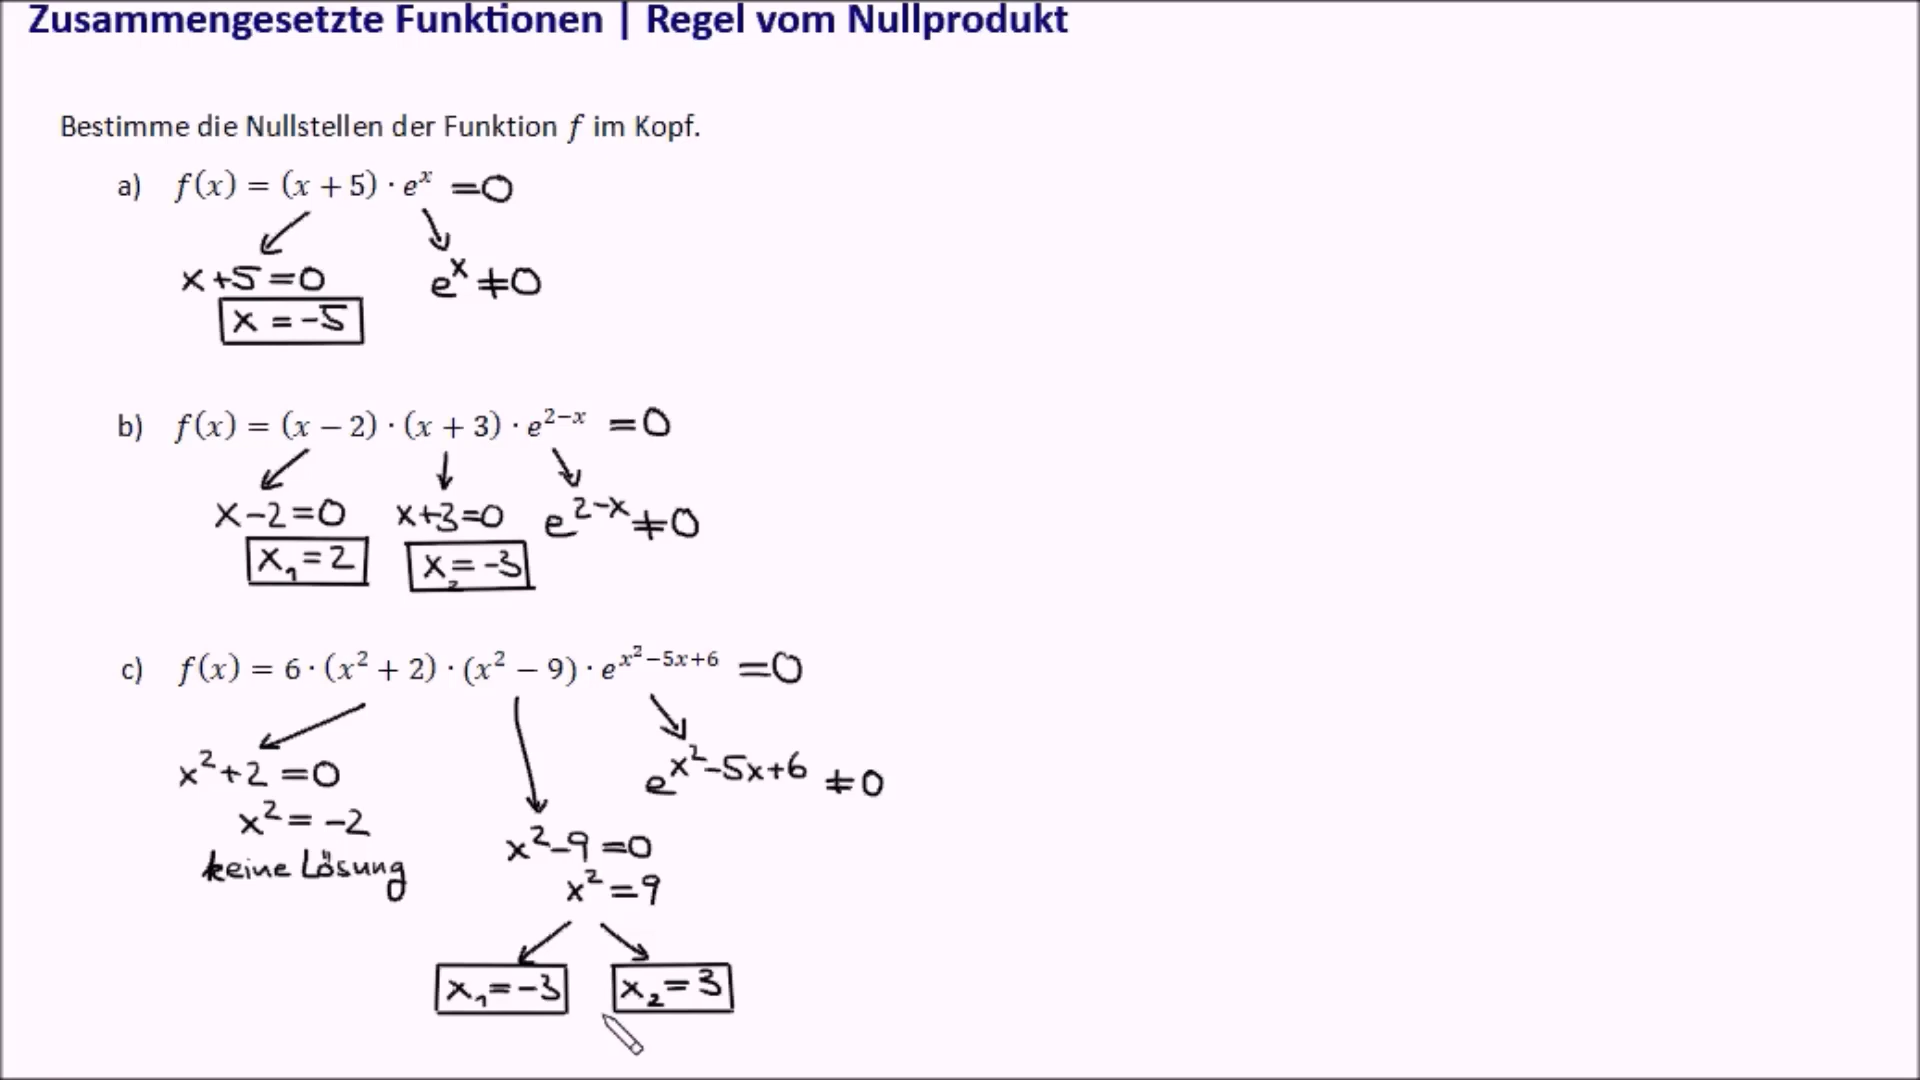 Zusammengesetzte Funktionen | Regel vom Nullprodukt
Bestimme die Nullstellen der Funktion f im Kopf.
a) f(x) = (x + 5) · eˣ =0
x+5=0 eˣ ≠0
x = -5
b) f(x) = (x − 2) · (x + 3) · e^{2−x} =0
x-2=0 x+3=0 e^{2-x} ≠0
x₁=2 x₂=-3
c) f(x) = 6 · (x² + 2) · (x² − 9) · e^{x²−5x+6} =0
x²+2=0 e^{x²-5x+6} ≠0
x²= -2
x²-9=0
keine Lösung
x²=9
x₁=-3 x₂=3